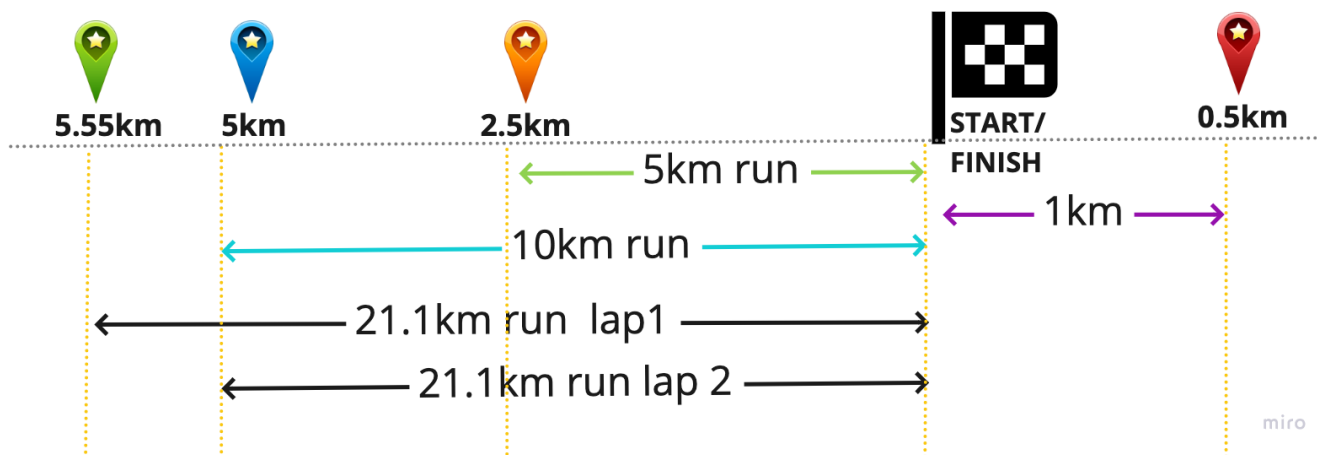 5.55km
5km
2.5km
START/
FINISH
0.5km
5km run
1km
10km run
21.1km run lap1
21.1km run lap 2
miro